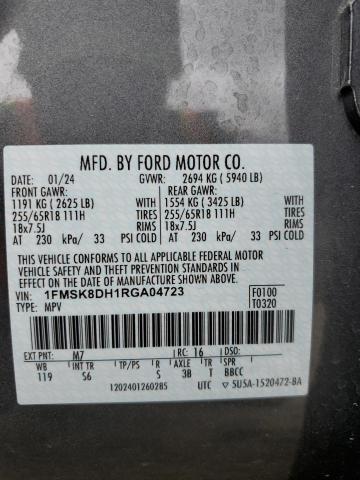 MFD. BY FORD MOTOR CO.
DATE: 01/24 GVWR: 2694 KG ( 5940 LB)
FRONT GAWR: REAR GAWR:
1191 KG ( 2625 LB) WITH 1554 KG ( 3425 LB) WITH
255/65R18 111H TIRES 255/65R18 111H TIRES
18x7.5J RIMS 18x7.5J RIMS
AT 230 kPa/ 33 PSI COLD AT 230 kPa/ 33 PSI COLD
THIS VEHICLE CONFORMS TO ALL APPLICABLE FEDERAL MOTOR
VEHICLE SAFETY AND BUMPER STANDARDS IN
EFFECT ON THE DATE OF MANUFACTURE SHOWN ABOVE.
VIN: 1FMSK8DH1RGA04723 F0100
TYPE: MPV T0320
EXT PNT: M7 RC: 16 DSO:
WB INT TR TP/PS R AXLE TR SPR
119 S6 S 3B T BBCC
1202401260285 UTC 5U5A-1520472-BA